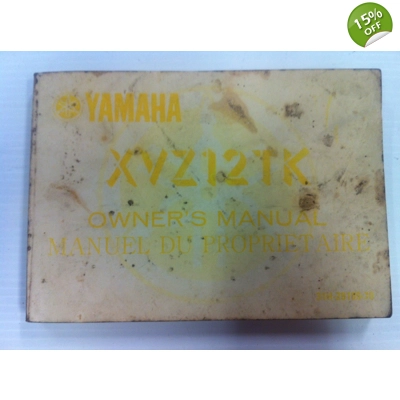 15%
OFF
YAMAHA
XVZ12TK
OWNER'S MANUAL
MANUEL DU PROPRIETAIRE